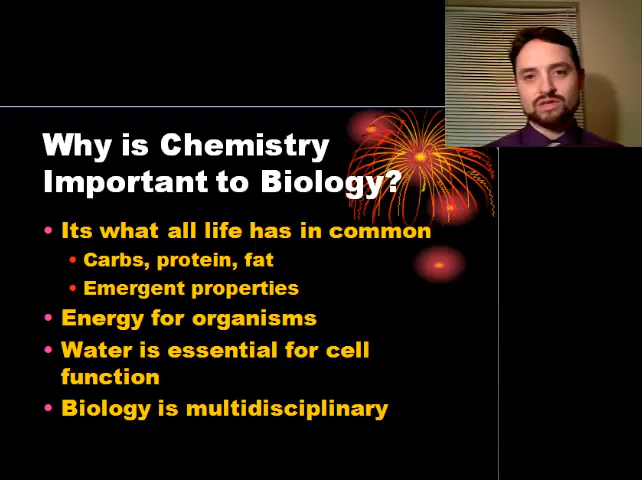 Why is Chemistry
Important to Biology?
• Its what all life has in common
• Carbs, protein, fat
• Emergent properties
• Energy for organisms
• Water is essential for cell
function
• Biology is multidisciplinary